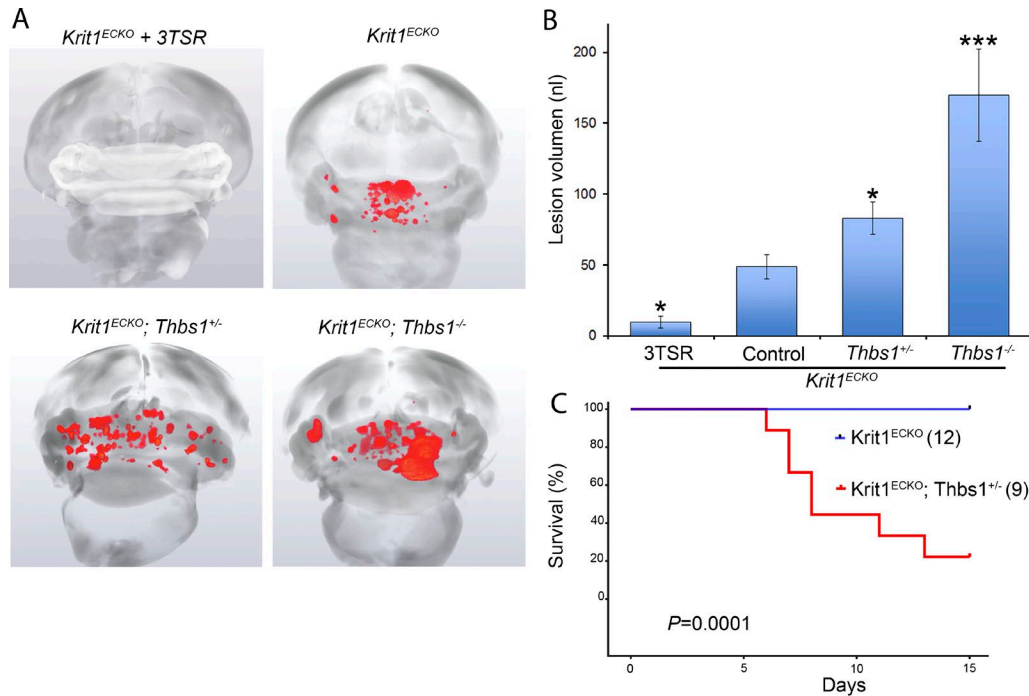 A
Krit1ECKO + 3TSR
Krit1ECKO
Krit1ECKO; Thbs1+/-
Krit1ECKO; Thbs1-/-
B
Lesion volumen (nl)
200
150
100
50
0
*
*
***
3TSR
Control
Thbs1+/-
Thbs1-/-
Krit1ECKO
C
Survival (%)
100
80
60
40
20
0
Krit1ECKO (12)
Krit1ECKO; Thbs1+/- (9)
P=0.0001
0
5
10
15
Days